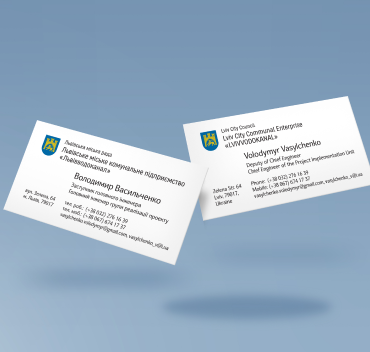 Львівська міська рада
Львівське міське комунальне підприємство
«Львівводоканал»
Володимир Васильченко
Заступник головного інженера
Головний інженер групи реалізації проекту
вул. Зелена, 64
м. Львів, 79017
тел. роб.: (+38 032) 276 16 39
тел. моб.: (+38 067) 674 17 37
vasylchenko.volodymyr@gmail.com, vasylchenko_v@i.ua
Lviv City Council
Lviv City Communal Enterprise
«LVIVVODOKANAL»
Volodymyr Vasylchenko
Deputy of Chief Engineer
Chief Engineer of the Project Implementation Unit
Zelena Str. 64
Lviv, 79017,
Ukraine
Phone: (+38 032) 276 16 39
Mobile: (+38 067) 674 17 37
vasylchenko.volodymyr@gmail.com, vasylchenko_v@i.ua